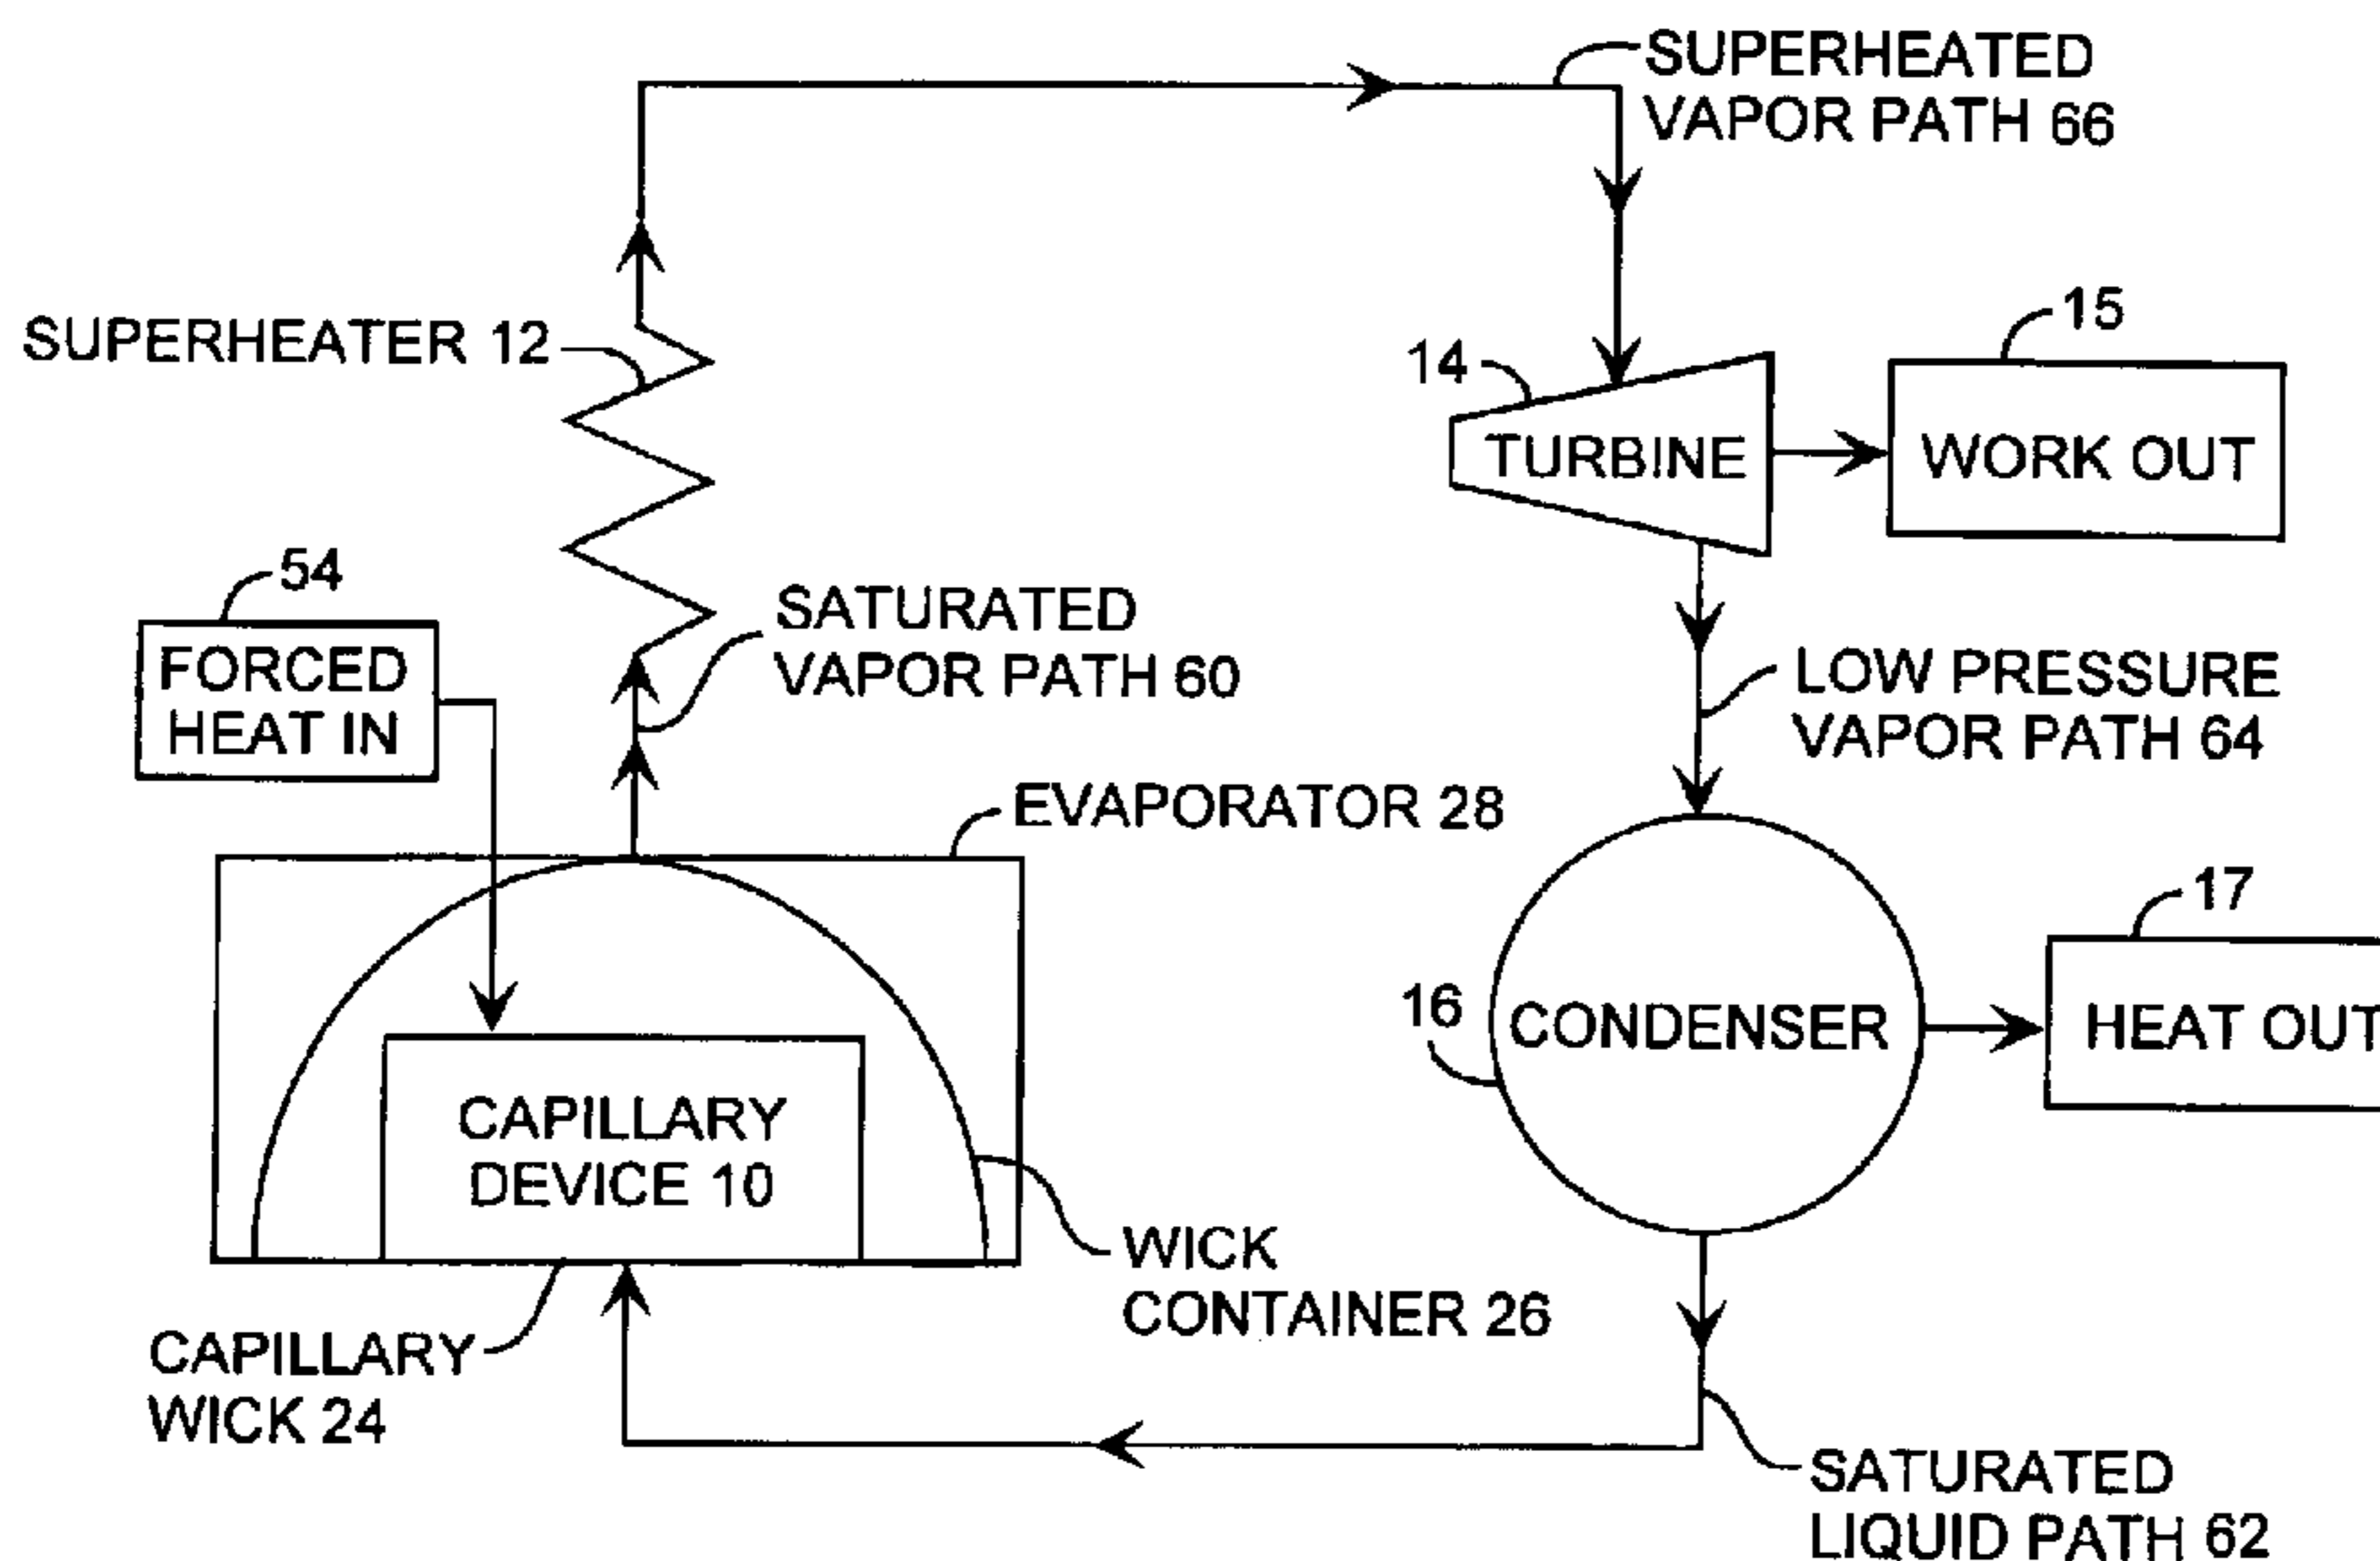 SUPERHEATED
VAPOR PATH 66
SUPERHEATER 12
14
TURBINE
15
WORK OUT
54
FORCED
HEAT IN
SATURATED
VAPOR PATH 60
LOW PRESSURE
VAPOR PATH 64
EVAPORATOR 28
CAPILLARY
DEVICE 10
16
CONDENSER
17
HEAT OUT
WICK
CONTAINER 26
CAPILLARY
WICK 24
SATURATED
LIQUID PATH 62